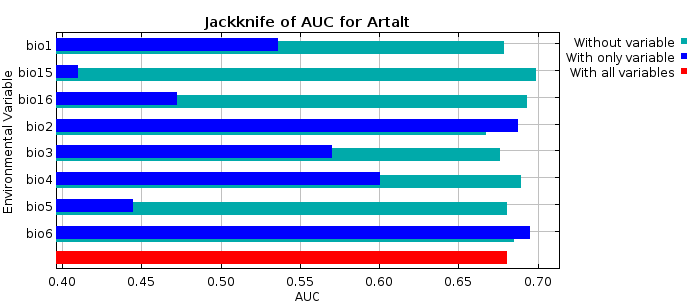 Jackknife of AUC for Artalt
Environmental Variable
bio1
bio15
bio16
bio2
bio3
bio4
bio5
bio6
0.40 0.45 0.50 0.55 0.60 0.65 0.70
AUC
Without variable
With only variable
With all variables